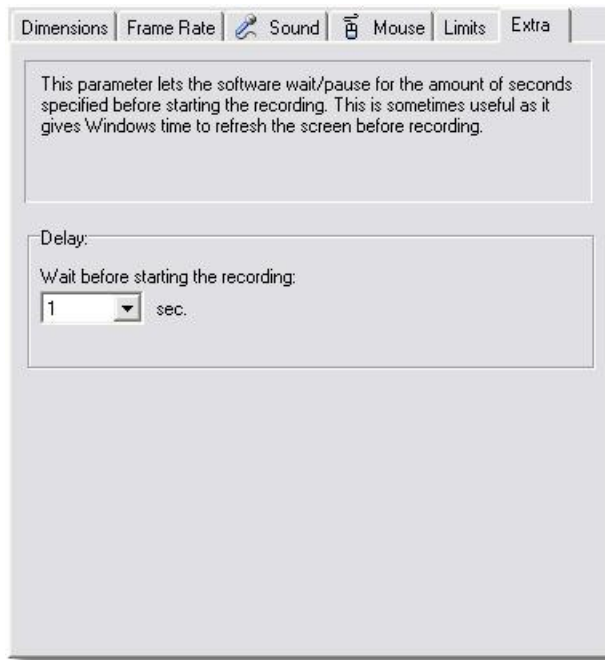 Dimensions Frame Rate Sound Mouse Limits Extra
This parameter lets the software wait/pause for the amount of seconds
specified before starting the recording. This is sometimes useful as it
gives Windows time to refresh the screen before recording.
Delay:
Wait before starting the recording:
1 sec.